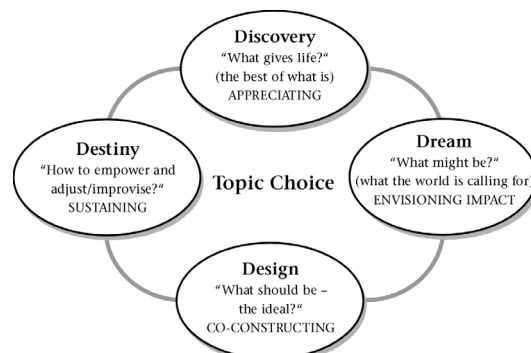 Discovery
“What gives life?“
(the best of what is)
APPRECIATING
Destiny
“How to empower and
adjust/improvise?“
SUSTAINING
Topic Choice
Dream
“What might be?“
(what the world is calling for)
ENVISIONING IMPACT
Design
“What should be –
the ideal?“
CO-CONSTRUCTING